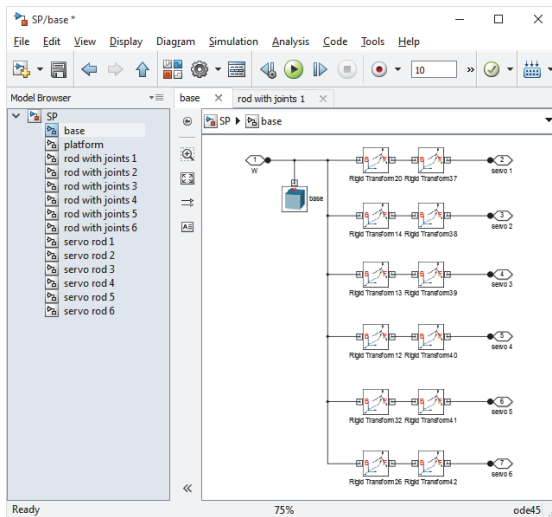 SP/base *
File Edit View Display Diagram Simulation Analysis Code Tools Help
10 »
Model Browser
base
rod with joints 1
SP
base
platform
rod with joints 1
rod with joints 2
rod with joints 3
rod with joints 4
rod with joints 5
rod with joints 6
servo rod 1
servo rod 2
servo rod 3
servo rod 4
servo rod 5
servo rod 6
SP base
1
W
base
Rigid Transform20 Rigid Transform37
2
servo 1
Rigid Transform14 Rigid Transform38
3
servo 2
Rigid Transform13 Rigid Transform39
4
servo 3
Rigid Transform12 Rigid Transform40
5
servo 4
Rigid Transform32 Rigid Transform41
6
servo 5
Rigid Transform26 Rigid Transform42
7
servo 6
Ready 75% ode45